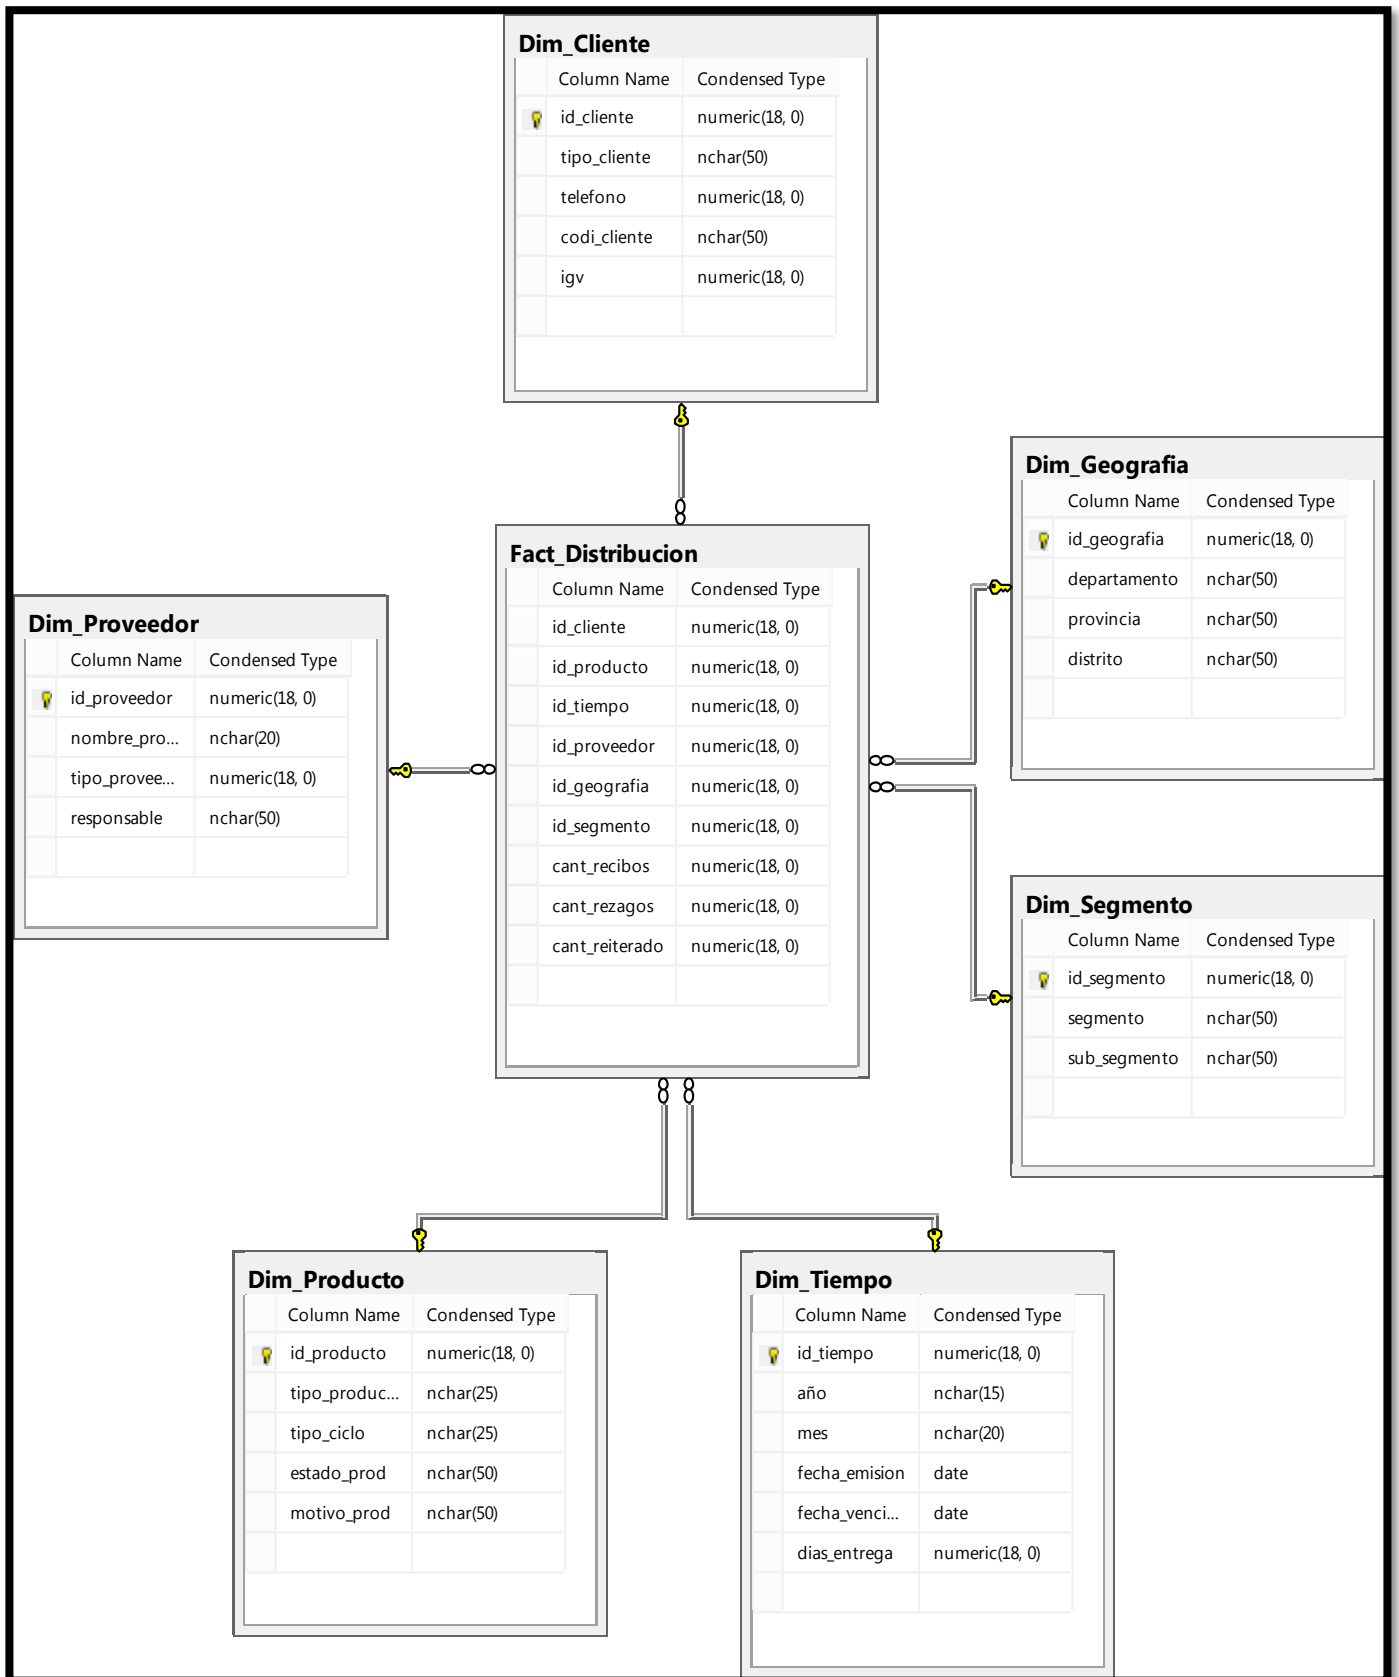 Dim_Cliente
Column Name Condensed Type
id_cliente numeric(18, 0)
tipo_cliente nchar(50)
telefono numeric(18, 0)
codi_cliente nchar(50)
igv numeric(18, 0)
Dim_Geografia
Column Name Condensed Type
id_geografia numeric(18, 0)
departamento nchar(50)
provincia nchar(50)
distrito nchar(50)
Fact_Distribucion
Column Name Condensed Type
id_cliente numeric(18, 0)
id_producto numeric(18, 0)
id_tiempo numeric(18, 0)
id_proveedor numeric(18, 0)
id_geografia numeric(18, 0)
id_segmento numeric(18, 0)
cant_recibos numeric(18, 0)
cant_rezagos numeric(18, 0)
cant_reiterado numeric(18, 0)
Dim_Proveedor
Column Name Condensed Type
id_proveedor numeric(18, 0)
nombre_pro... nchar(20)
tipo_provee... numeric(18, 0)
responsable nchar(50)
Dim_Segmento
Column Name Condensed Type
id_segmento numeric(18, 0)
segmento nchar(50)
sub_segmento nchar(50)
Dim_Producto
Column Name Condensed Type
id_producto numeric(18, 0)
tipo_produc... nchar(25)
tipo_ciclo nchar(25)
estado_prod nchar(50)
motivo_prod nchar(50)
Dim_Tiempo
Column Name Condensed Type
id_tiempo numeric(18, 0)
año nchar(15)
mes nchar(20)
fecha_emision date
fecha_venci... date
dias_entrega numeric(18, 0)